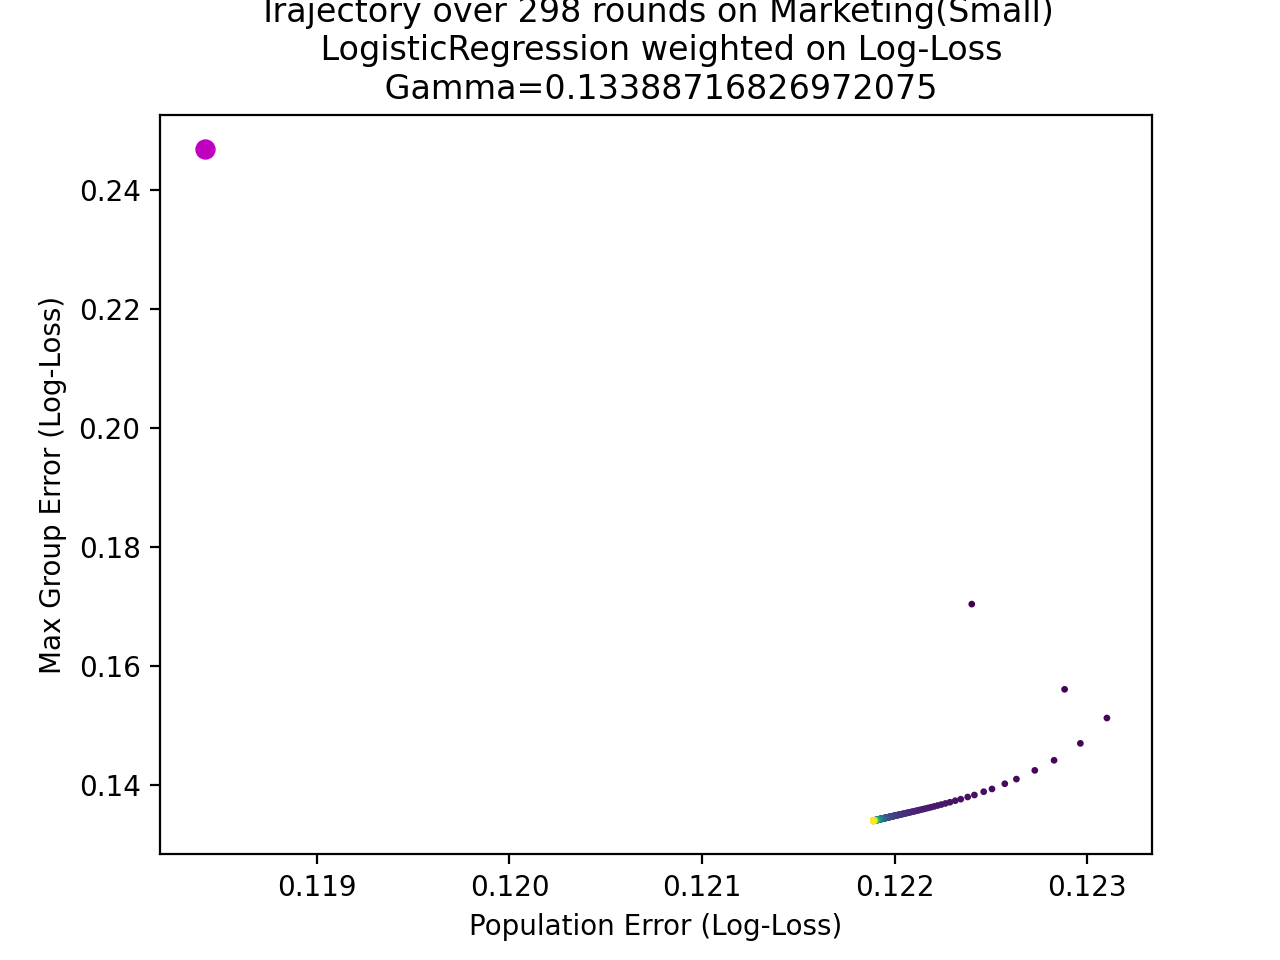 Trajectory over 298 rounds on Marketing(Small)
LogisticRegression weighted on Log-Loss
Gamma=0.13388716826972075
Max Group Error (Log-Loss)
0.24
0.22
0.20
0.18
0.16
0.14
0.119 0.120 0.121 0.122 0.123
Population Error (Log-Loss)